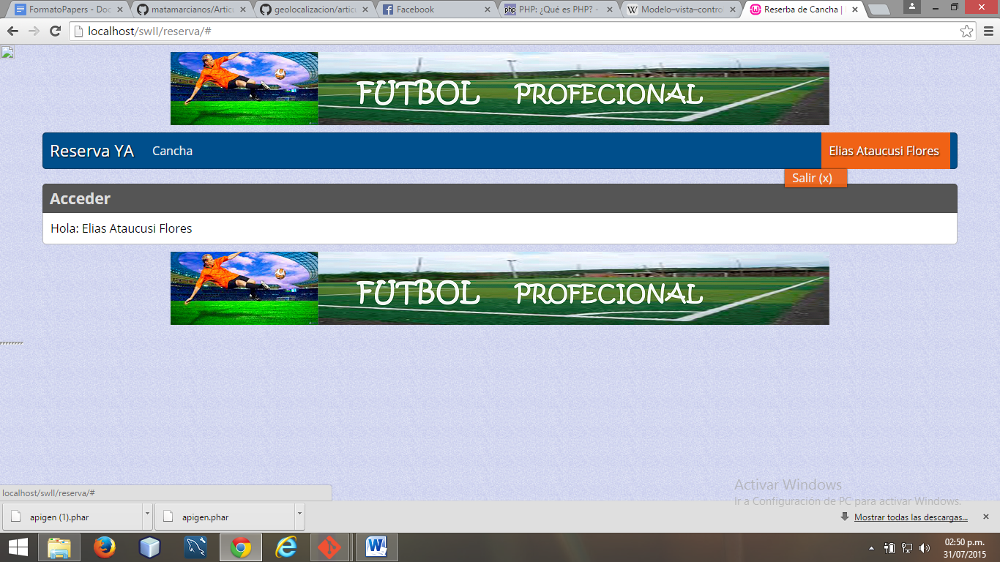 FormatoPapers - Doc
matamarcianos/Articu
geolocalizacion/articu
Facebook
PHP: ¿Qué es PHP? -
Modelo–vista–contro
Reserba de Cancha |
localhost/swll/reserva/#
FUTBOL PROFECIONAL
Reserva YA
Cancha
Elias Ataucusi Flores
Salir (x)
Acceder
Hola: Elias Ataucusi Flores
FUTBOL PROFECIONAL
Activar Windows
Ir a Configuración de PC para activar Windows.
localhost/swll/reserva/#
apigen (1).phar
apigen.phar
Mostrar todas las descargas...
02:50 p.m.
31/07/2015